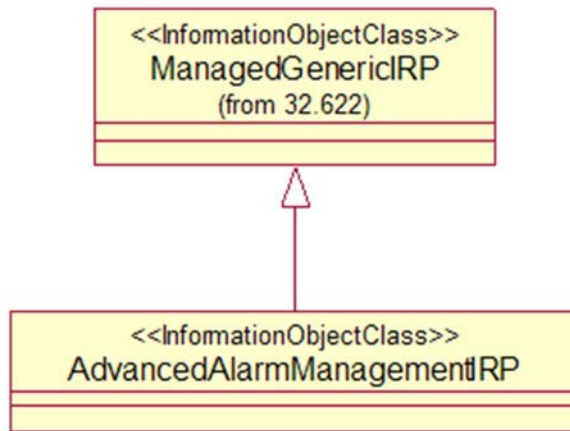 <<InformationObjectClass>>
ManagedGenericIRP
(from 32.622)
<<InformationObjectClass>>
AdvancedAlarmManagementIRP